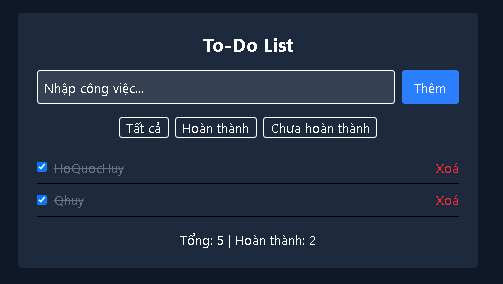 To-Do List
Nhập công việc... Thêm
Tất cả Hoàn thành Chưa hoàn thành
HoQuocHuy Xoá
Qhuy Xoá
Tổng: 5 | Hoàn thành: 2